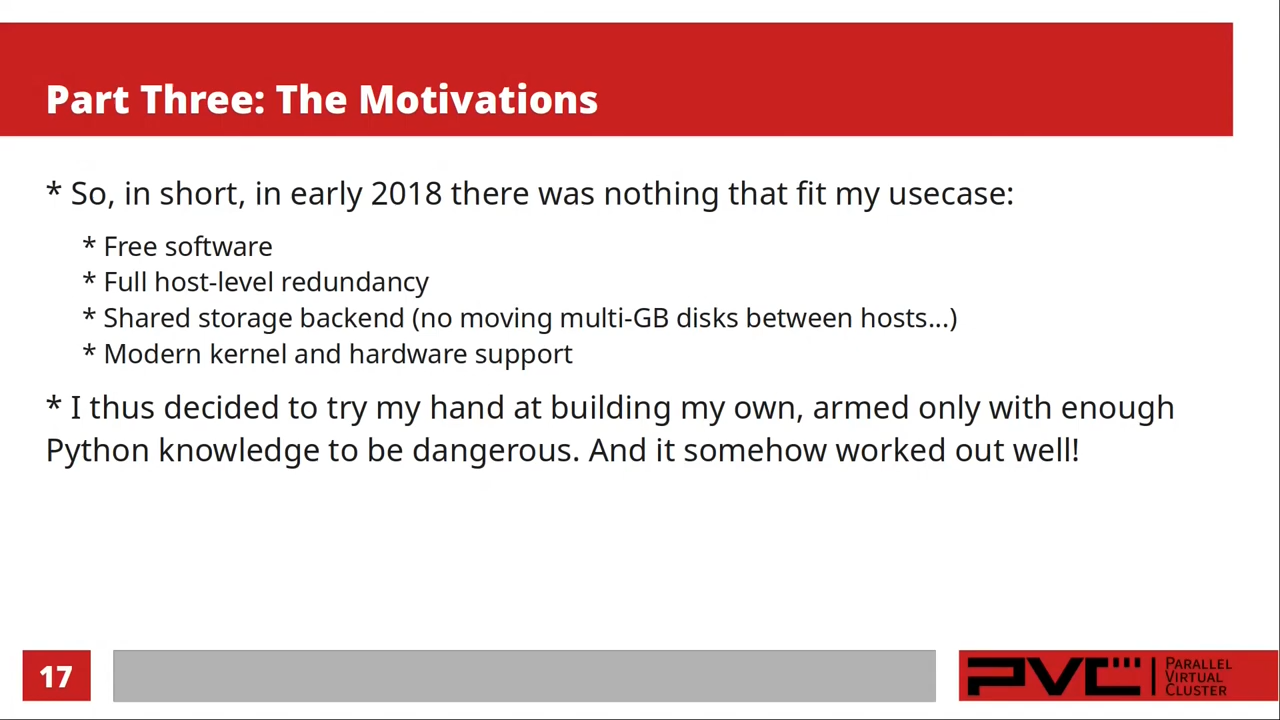 Part Three: The Motivations
* So, in short, in early 2018 there was nothing that fit my usecase:
* Free software
* Full host-level redundancy
* Shared storage backend (no moving multi-GB disks between hosts...)
* Modern kernel and hardware support
* I thus decided to try my hand at building my own, armed only with enough
Python knowledge to be dangerous. And it somehow worked out well!
17
PVC
PARALLEL
VIRTUAL
CLUSTER